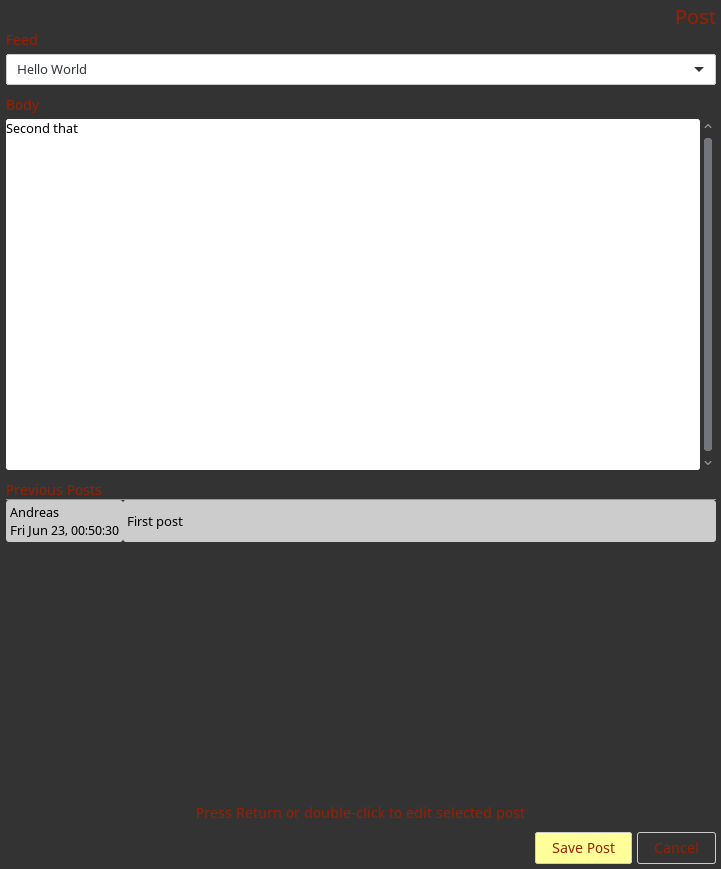 Post
Feed
Hello World
Body
Second that
Previous Posts
Andreas
Fri Jun 23, 00:50:30
First post
Press Return or double-click to edit selected post
Save Post
Cancel